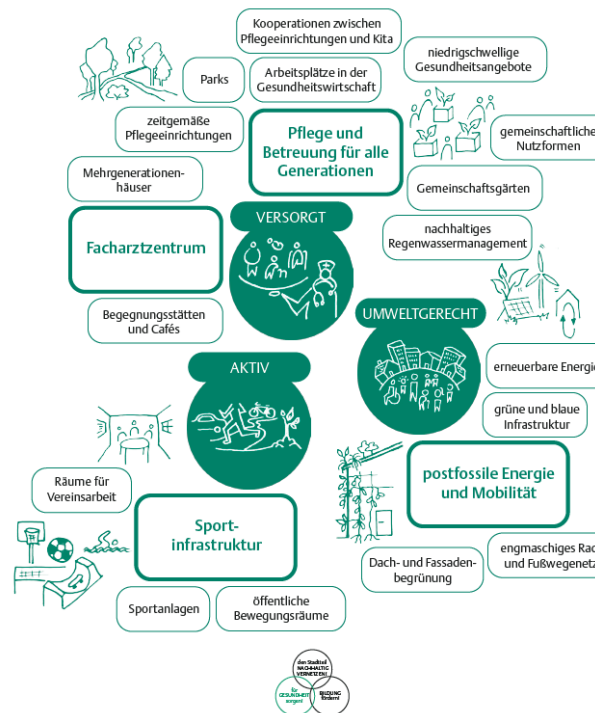 Kooperationen zwischen
Pflegeeinrichtungen und Kita
niedrigschwellige
Gesundheitsangebote
Parks
Arbeitsplätze in der
Gesundheitswirtschaft
zeitgemäße
Pflegeeinrichtungen
Pflege und
Betreuung für alle
Generationen
gemeinschaftliche
Nutzformen
Mehrgenerationen-
häuser
Gemeinschaftsgärten
VERSORGT
Facharztzentrum
nachhaltiges
Regenwassermanagement
Begegnungsstätten
und Cafés
UMWELTGERECHT
AKTIV
erneuerbare Energie
grüne und blaue
Infrastruktur
Räume für
Vereinsarbeit
postfossile Energie
und Mobilität
Sport-
infrastruktur
Dach- und Fassaden-
begrünung
engmaschiges Rad
und Fußwegenetz
Sportanlagen
öffentliche
Bewegungsräume
den Stadtteil
NACHHALTIG
VERNETZEN!
für
GESUNDHEIT
sorgen!
BILDUNG
fördern!